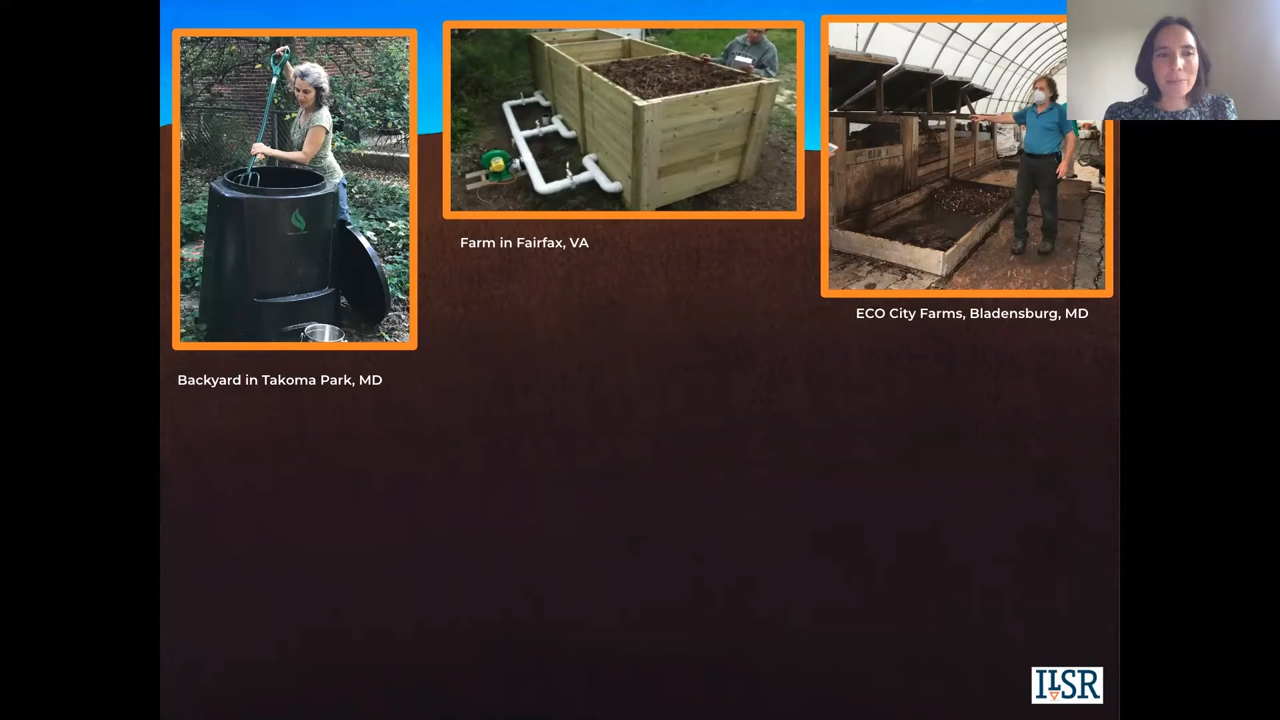 Farm in Fairfax, VA
ECO City Farms, Bladensburg, MD
Backyard in Takoma Park, MD
ILSR